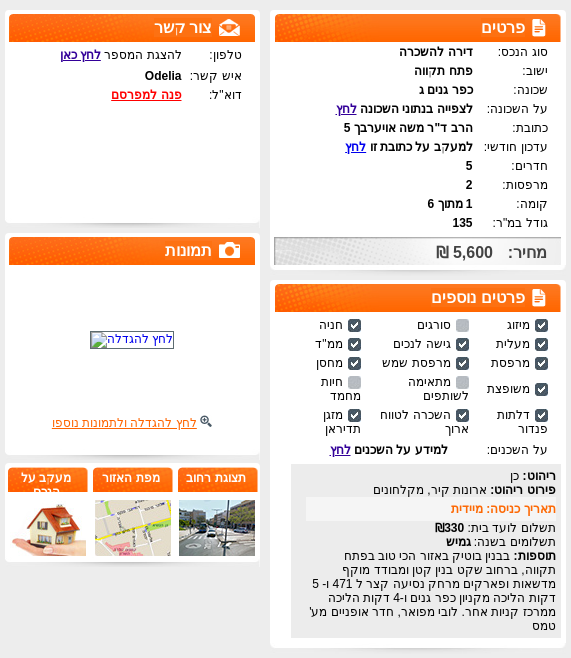 פרטים
סוג הנכס: דירה להשכרה
ישוב: פתח תקווה
שכונה: כפר גנים ג
על השכונה: לצפייה בנתוני השכונה לחץ
כתובת: הרב ד"ר משה אויערבך 5
עדכון חודשי: למעקב על כתובת זו לחץ
חדרים: 5
מרפסות: 2
קומה: 1 מתוך 6
גודל במ"ר: 135
מחיר: 5,600 ₪
פרטים נוספים
מיזוג סורגים חניה
מעלית גישה לנכים ממ"ד
מרפסת מרפסת שמש מחסן
משופצת מתאימה לשותפים חיות מחמד
דלתות פנדור השכרה לטווח ארוך מזגן תדיראן
על השכנים: למידע על השכנים לחץ
ריהוט: כן
פירוט ריהוט: ארונות קיר, מקלחונים
תאריך כניסה: מיידית
תשלום לועד בית: 330₪
תשלומים בשנה: גמיש
תוספות: בבנין בוטיק באזור הכי טוב בפתח
תקווה, ברחוב שקט בנין קטן ומבודד מוקף
מדשאות ופארקים מרחק נסיעה קצר ל 471 ו- 5
דקות הליכה מקניון כפר גנים ו-4 דקות הליכה
ממרכז קניות אחר. לובי מפואר, חדר אופניים מע'
טמס
צור קשר
טלפון: להצגת המספר לחץ כאן
איש קשר: Odelia
דוא"ל: פנה למפרסם
תמונות
לחץ להגדלה
לחץ להגדלה ולתמונות נוספו
תצוגת רחוב
מפת האזור
מעקב על
הנכס